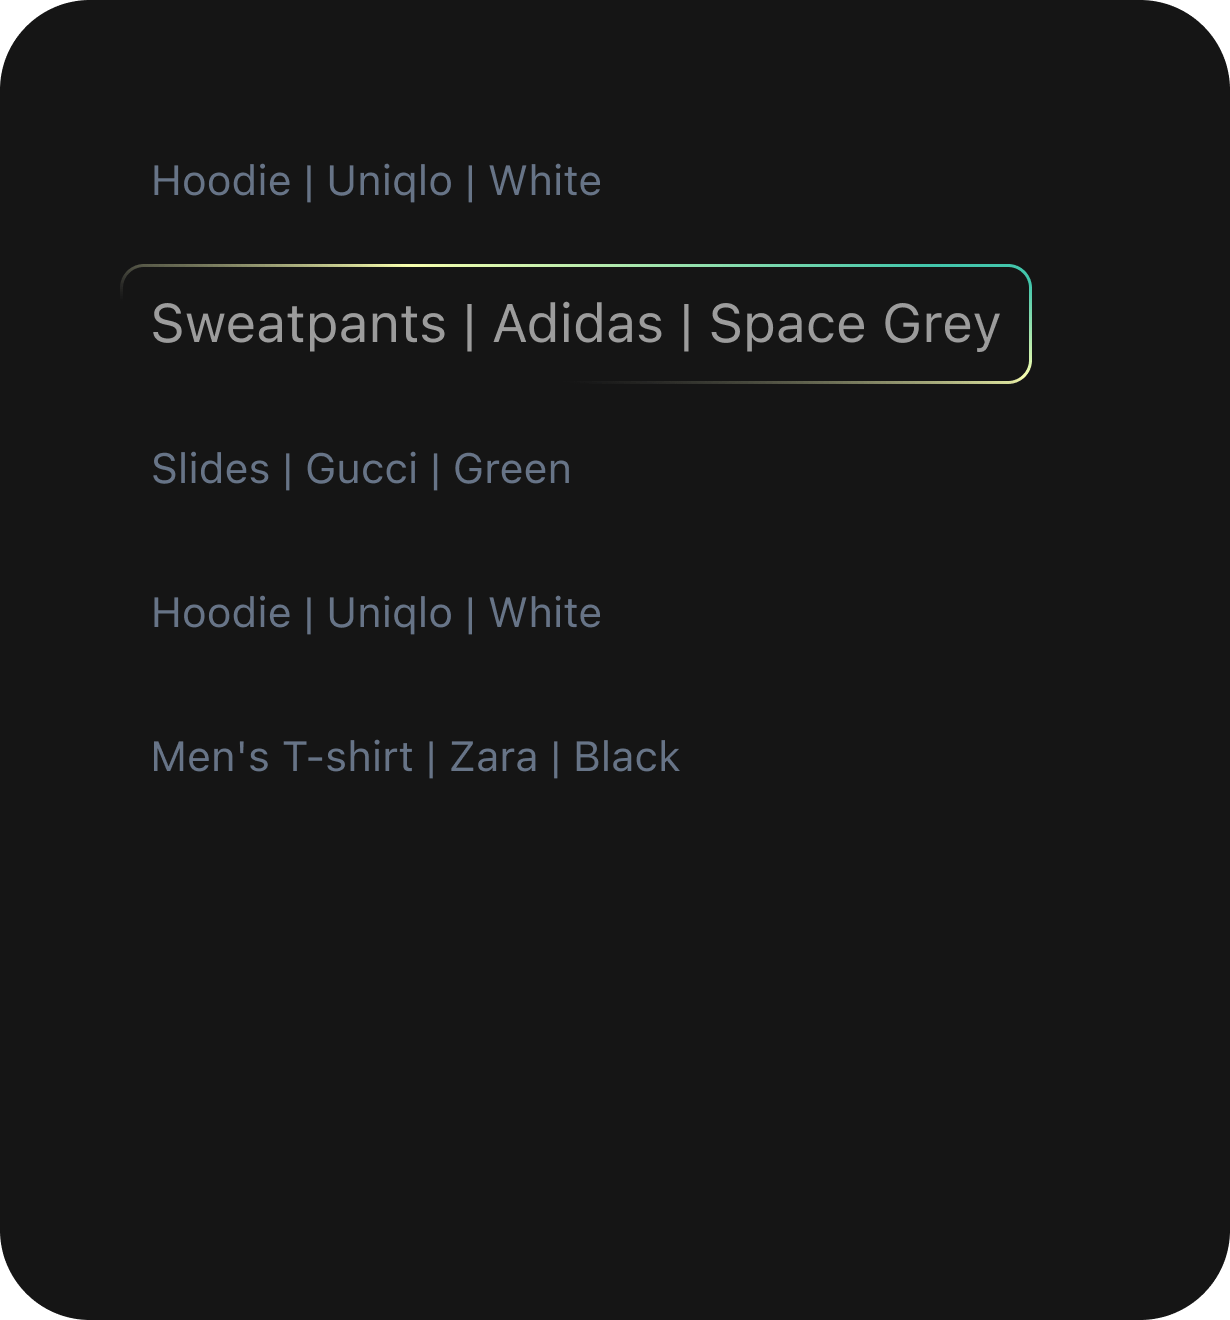 Hoodie | Uniqlo | White
Sweatpants | Adidas | Space Grey
Slides | Gucci | Green
Hoodie | Uniqlo | White
Men's T-shirt | Zara | Black